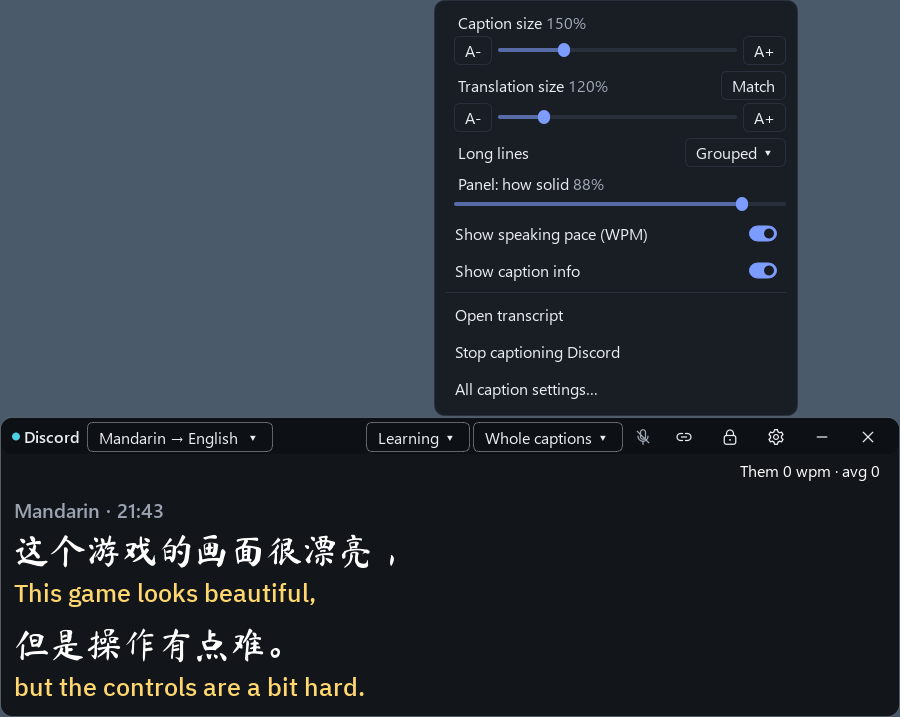 Caption size 150%
A-
A+
Translation size 120%
Match
A-
A+
Long lines
Grouped
Panel: how solid 88%
Show speaking pace (WPM)
Show caption info
Open transcript
Stop captioning Discord
All caption settings...
Discord
Mandarin → English
Learning
Whole captions
Them 0 wpm · avg 0
Mandarin · 21:43
这个游戏的画面很漂亮，
This game looks beautiful,
但是操作有点难。
but the controls are a bit hard.